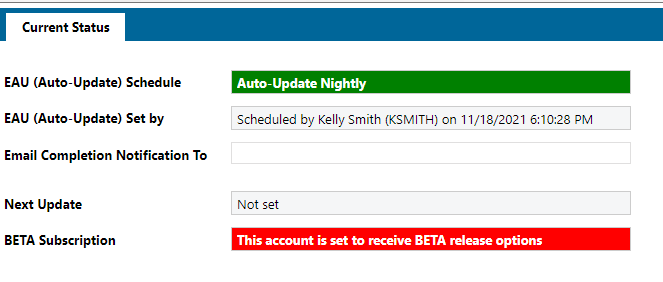 Current Status
EAU (Auto-Update) Schedule Auto-Update Nightly
EAU (Auto-Update) Set by Scheduled by Kelly Smith (KSMITH) on 11/18/2021 6:10:28 PM
Email Completion Notification To
Next Update Not set
BETA Subscription This account is set to receive BETA release options